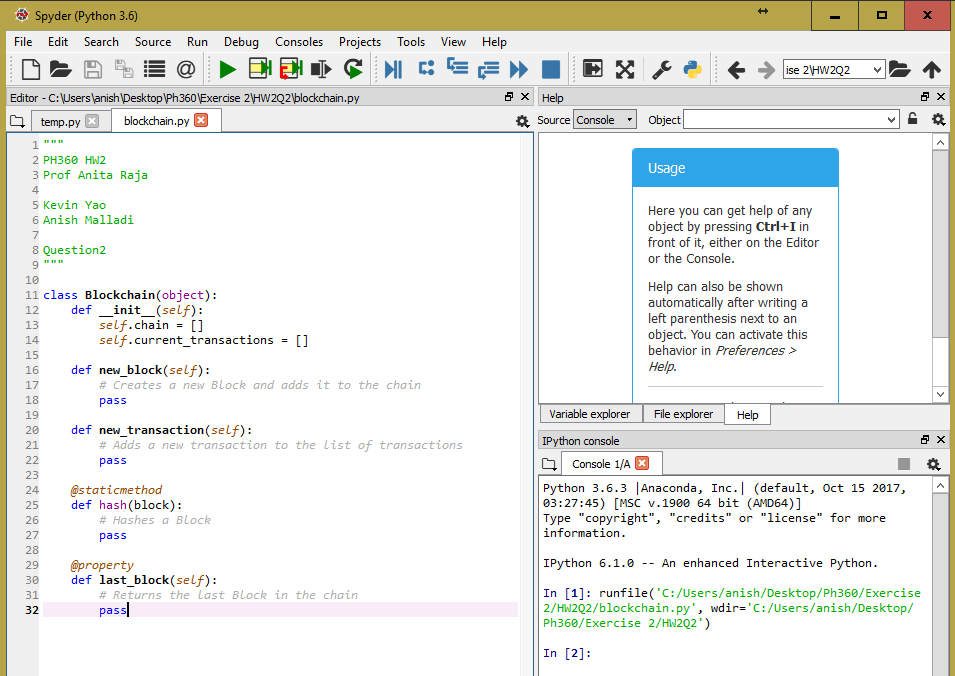 Spyder (Python 3.6)
File Edit Search Source Run Debug Consoles Projects Tools View Help
ise 2\HW2Q2
Editor - C:\Users\anish\Desktop\Ph360\Exercise 2\HW2Q2\blockchain.py
temp.py blockchain.py
1 """
2 PH360 HW2
3 Prof Anita Raja
4
5 Kevin Yao
6 Anish Malladi
7
8 Question2
9 """
10
11 class Blockchain(object):
12     def __init__(self):
13         self.chain = []
14         self.current_transactions = []
15
16     def new_block(self):
17         # Creates a new Block and adds it to the chain
18         pass
19
20     def new_transaction(self):
21         # Adds a new transaction to the list of transactions
22         pass
23
24     @staticmethod
25     def hash(block):
26         # Hashes a Block
27         pass
28
29     @property
30     def last_block(self):
31         # Returns the last Block in the chain
32         pass
Help
Source Console Object
Usage
Here you can get help of any
object by pressing Ctrl+I in
front of it, either on the Editor
or the Console.
Help can also be shown
automatically after writing a
left parenthesis next to an
object. You can activate this
behavior in Preferences >
Help.
Variable explorer File explorer Help
IPython console
Console 1/A
Python 3.6.3 |Anaconda, Inc.| (default, Oct 15 2017,
03:27:45) [MSC v.1900 64 bit (AMD64)]
Type "copyright", "credits" or "license" for more
information.
IPython 6.1.0 -- An enhanced Interactive Python.
In [1]: runfile('C:/Users/anish/Desktop/Ph360/Exercise
2/HW2Q2/blockchain.py', wdir='C:/Users/anish/Desktop/
Ph360/Exercise 2/HW2Q2')
In [2]: